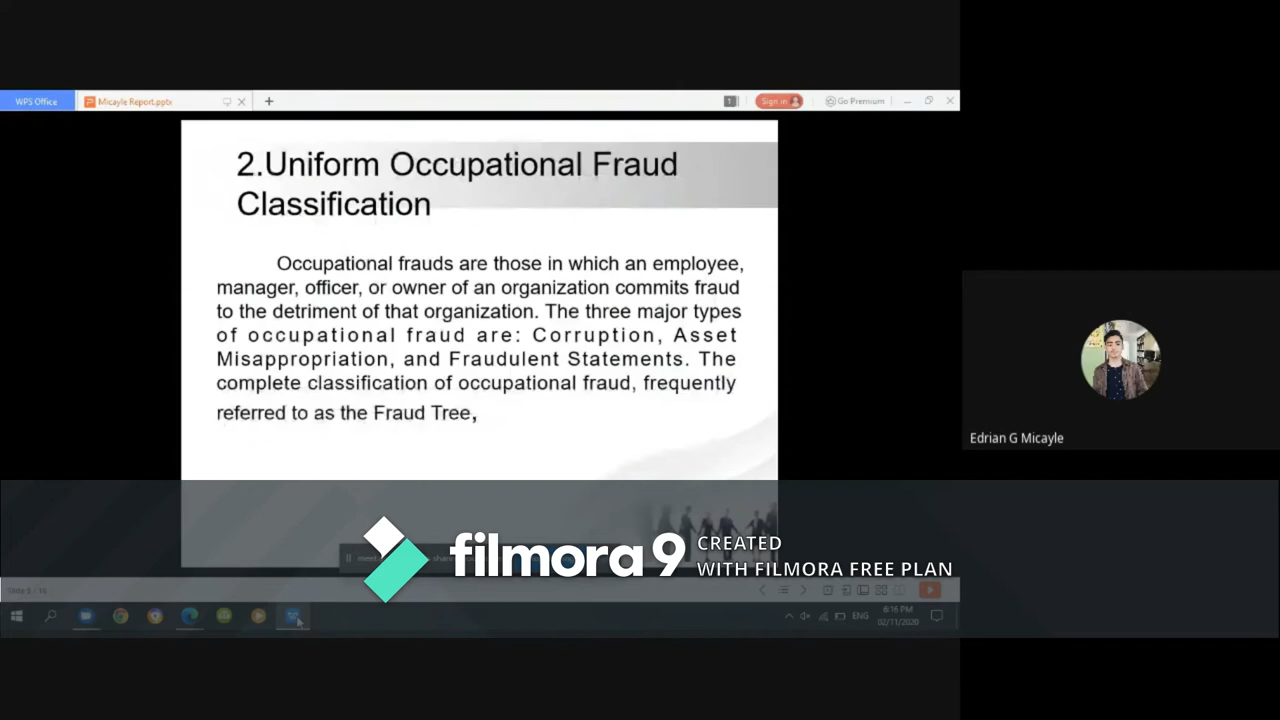 WPS Office
Micayle Report.pptx
1
Sign in
Go Premium
2.Uniform Occupational Fraud
Classification
Occupational frauds are those in which an employee,
manager, officer, or owner of an organization commits fraud
to the detriment of that organization. The three major types
of occupational fraud are: Corruption, Asset
Misappropriation, and Fraudulent Statements. The
complete classification of occupational fraud, frequently
referred to as the Fraud Tree,
Edrian G Micayle
filmora9
CREATED
WITH FILMORA FREE PLAN
ENG
6:16 PM
02/11/2020